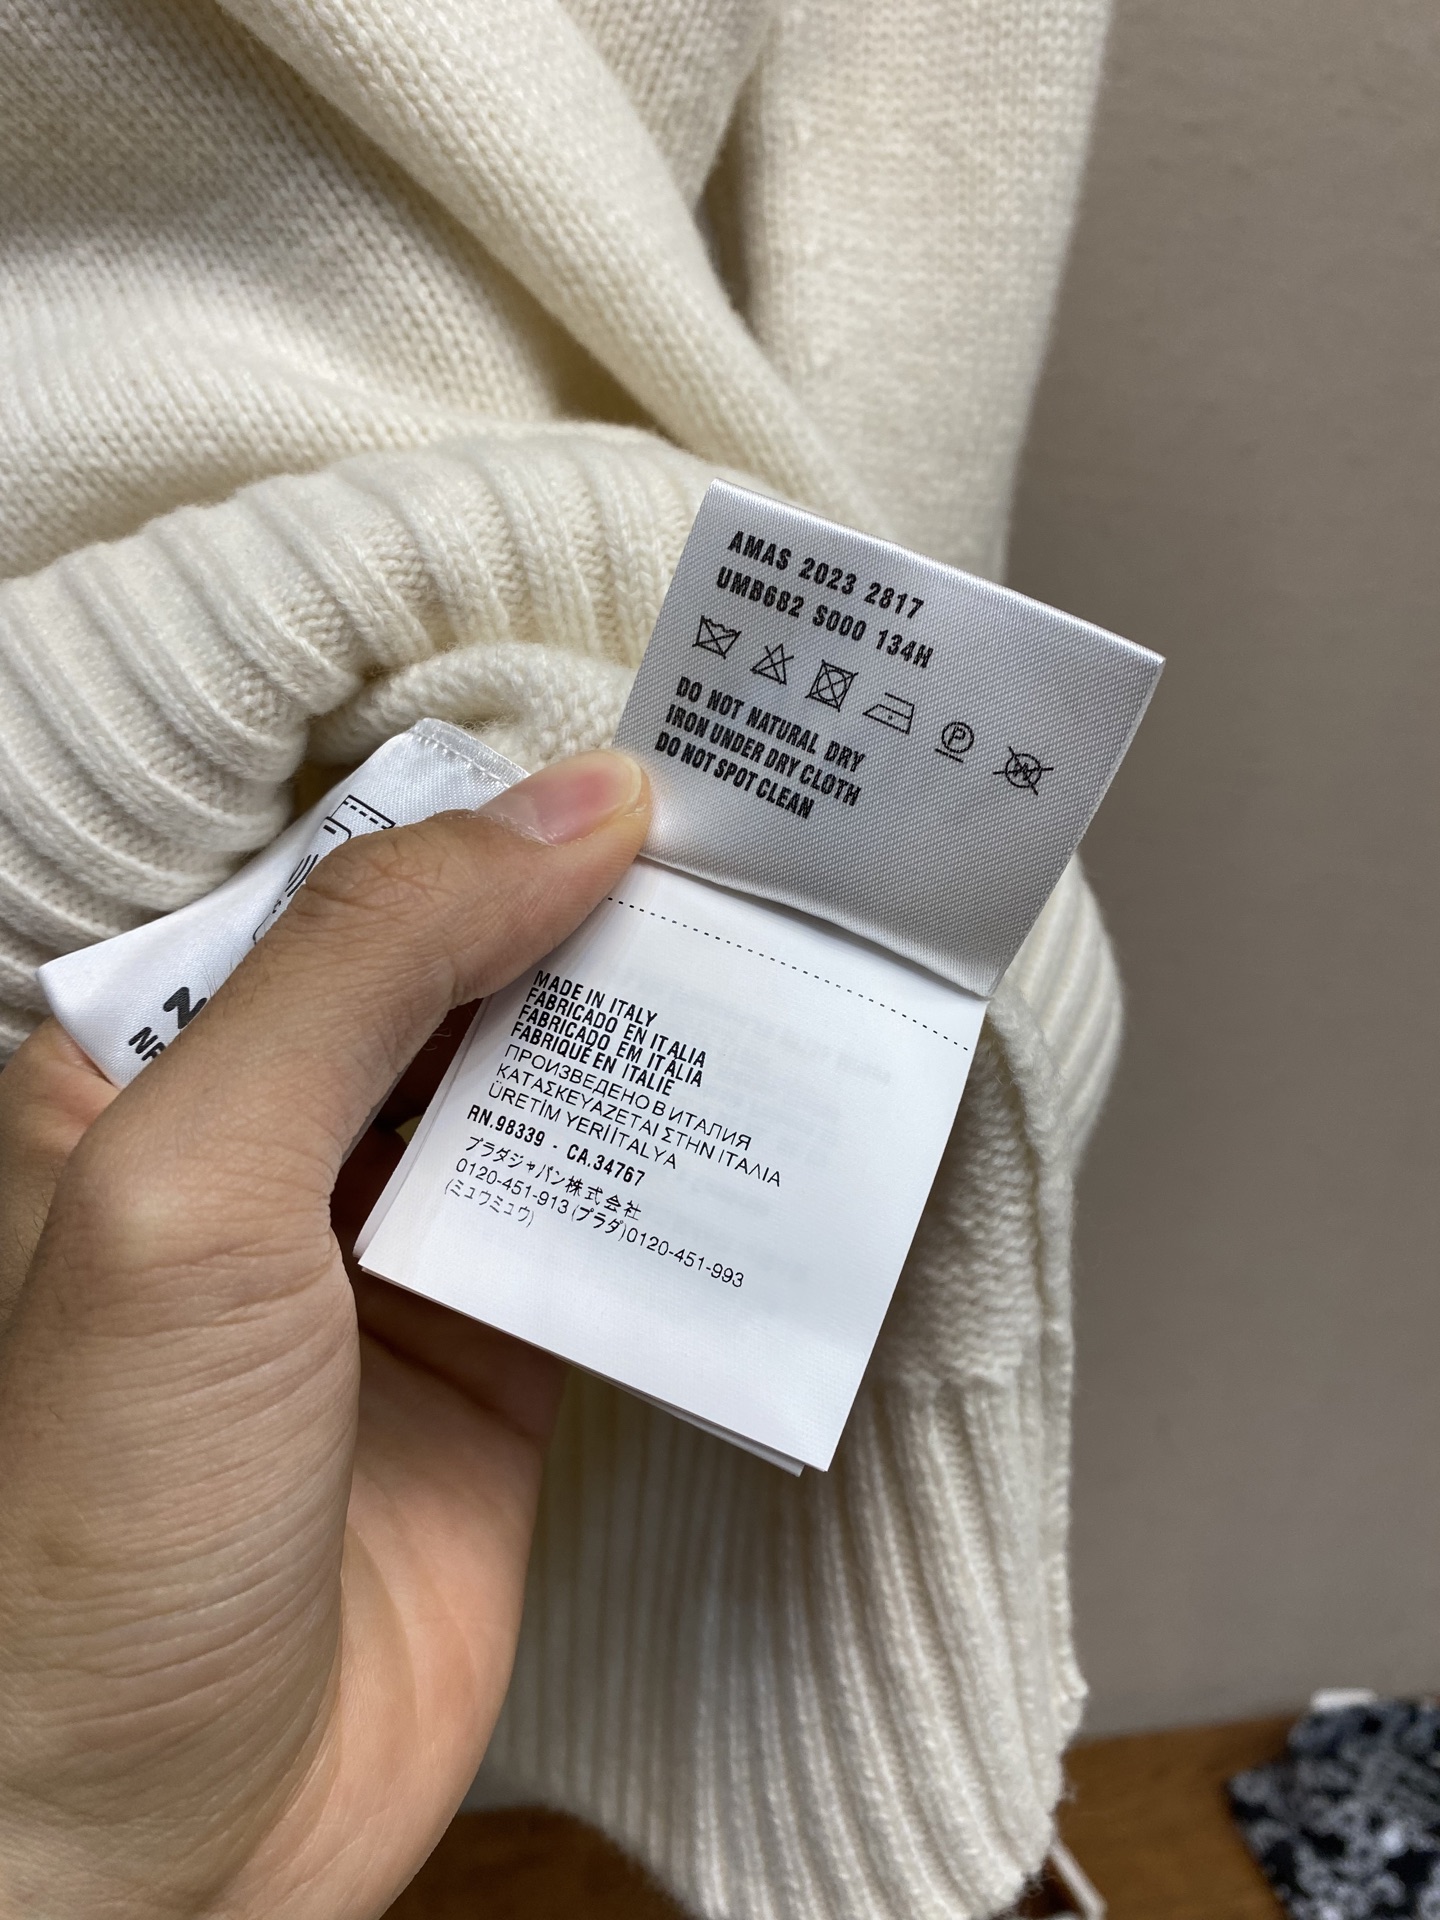 AMAS 2023 2817
UMB682 S000 134H
DO NOT NATURAL DRY
IRON UNDER DRY CLOTH
DO NOT SPOT CLEAN
MADE IN ITALY
FABRICADO EN ITALIA
FABRICADO EM ITÁLIA
FABRIQUÉ EN ITALIE
ПРОИЗВЕДЕНО В ИТАЛИЯ
ΚΑΤΑΣΚΕΥΑΖΕΤΑΙ ΣΤΗΝ ΙΤΑΛΙΑ
ÜRETİM YERİ İTALYA
RN.98339 - CA.34767
プラダジャパン株式会社
0120-451-913 (プラダ)0120-451-993
(ミュウミュウ)